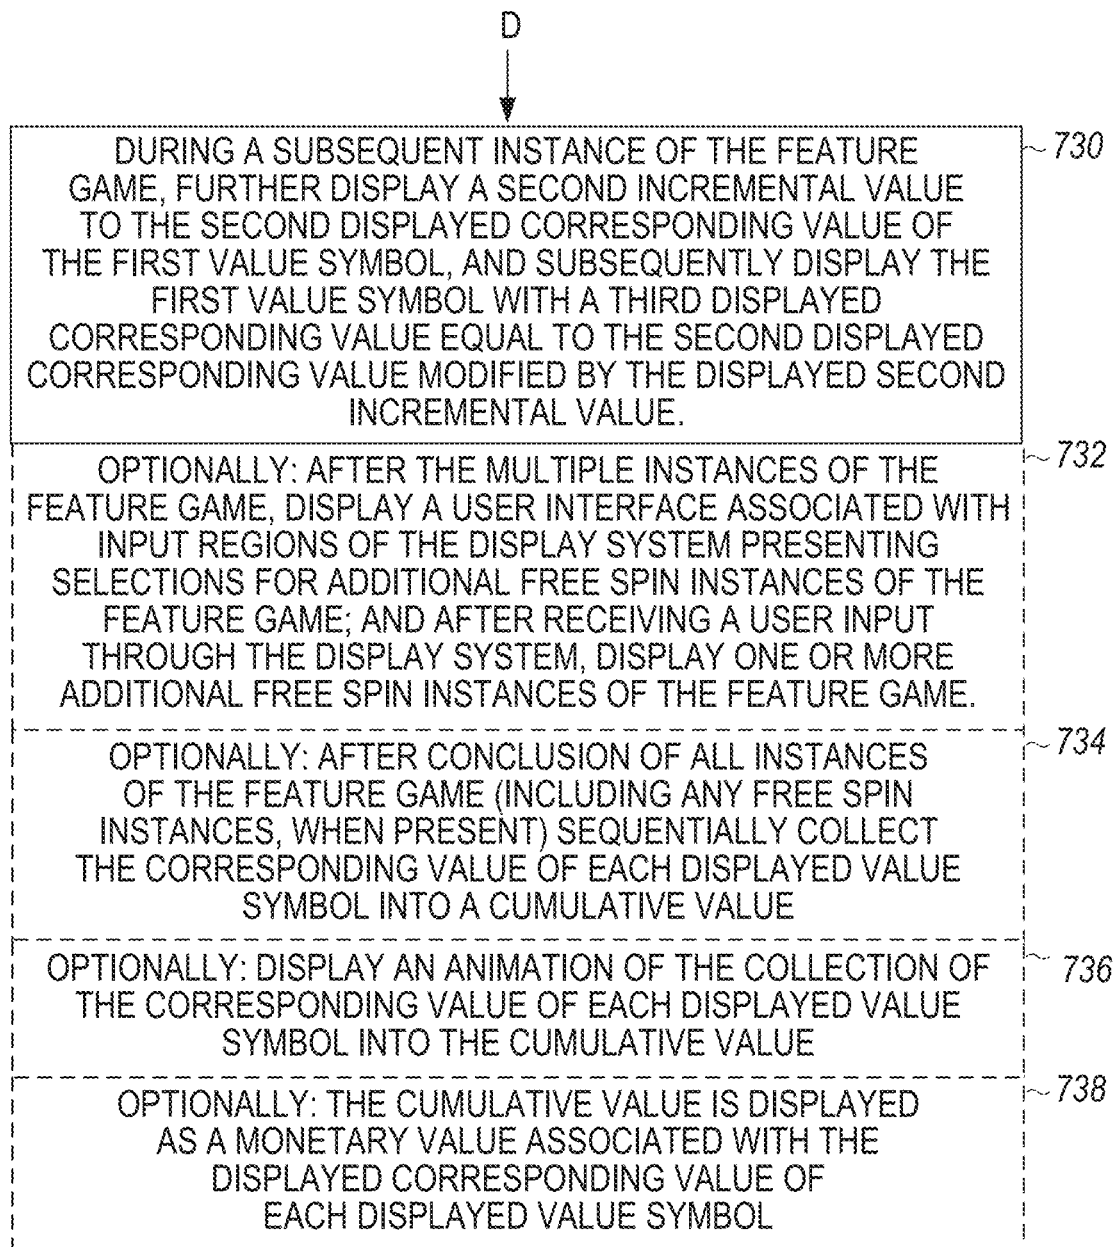 D
DURING A SUBSEQUENT INSTANCE OF THE FEATURE
730
GAME, FURTHER DISPLAY A SECOND INCREMENTAL VALUE
TO THE SECOND DISPLAYED CORRESPONDING VALUE OF
THE FIRST VALUE SYMBOL, AND SUBSEQUENTLY DISPLAY THE
FIRST VALUE SYMBOL WITH A THIRD DISPLAYED
CORRESPONDING VALUE EQUAL TO THE SECOND DISPLAYED
CORRESPONDING VALUE MODIFIED BY THE DISPLAYED SECOND
INCREMENTAL VALUE.
OPTIONALLY: AFTER THE MULTIPLE INSTANCES OF THE
732
FEATURE GAME, DISPLAY A USER INTERFACE ASSOCIATED WITH
INPUT REGIONS OF THE DISPLAY SYSTEM PRESENTING
SELECTIONS FOR ADDITIONAL FREE SPIN INSTANCES OF THE
FEATURE GAME; AND AFTER RECEIVING A USER INPUT
THROUGH THE DISPLAY SYSTEM, DISPLAY ONE OR MORE
ADDITIONAL FREE SPIN INSTANCES OF THE FEATURE GAME.
OPTIONALLY: AFTER CONCLUSION OF ALL INSTANCES
734
OF THE FEATURE GAME (INCLUDING ANY FREE SPIN
INSTANCES, WHEN PRESENT) SEQUENTIALLY COLLECT
THE CORRESPONDING VALUE OF EACH DISPLAYED VALUE
SYMBOL INTO A CUMULATIVE VALUE
OPTIONALLY: DISPLAY AN ANIMATION OF THE COLLECTION OF
736
THE CORRESPONDING VALUE OF EACH DISPLAYED VALUE
SYMBOL INTO THE CUMULATIVE VALUE
OPTIONALLY: THE CUMULATIVE VALUE IS DISPLAYED
738
AS A MONETARY VALUE ASSOCIATED WITH THE
DISPLAYED CORRESPONDING VALUE OF
EACH DISPLAYED VALUE SYMBOL